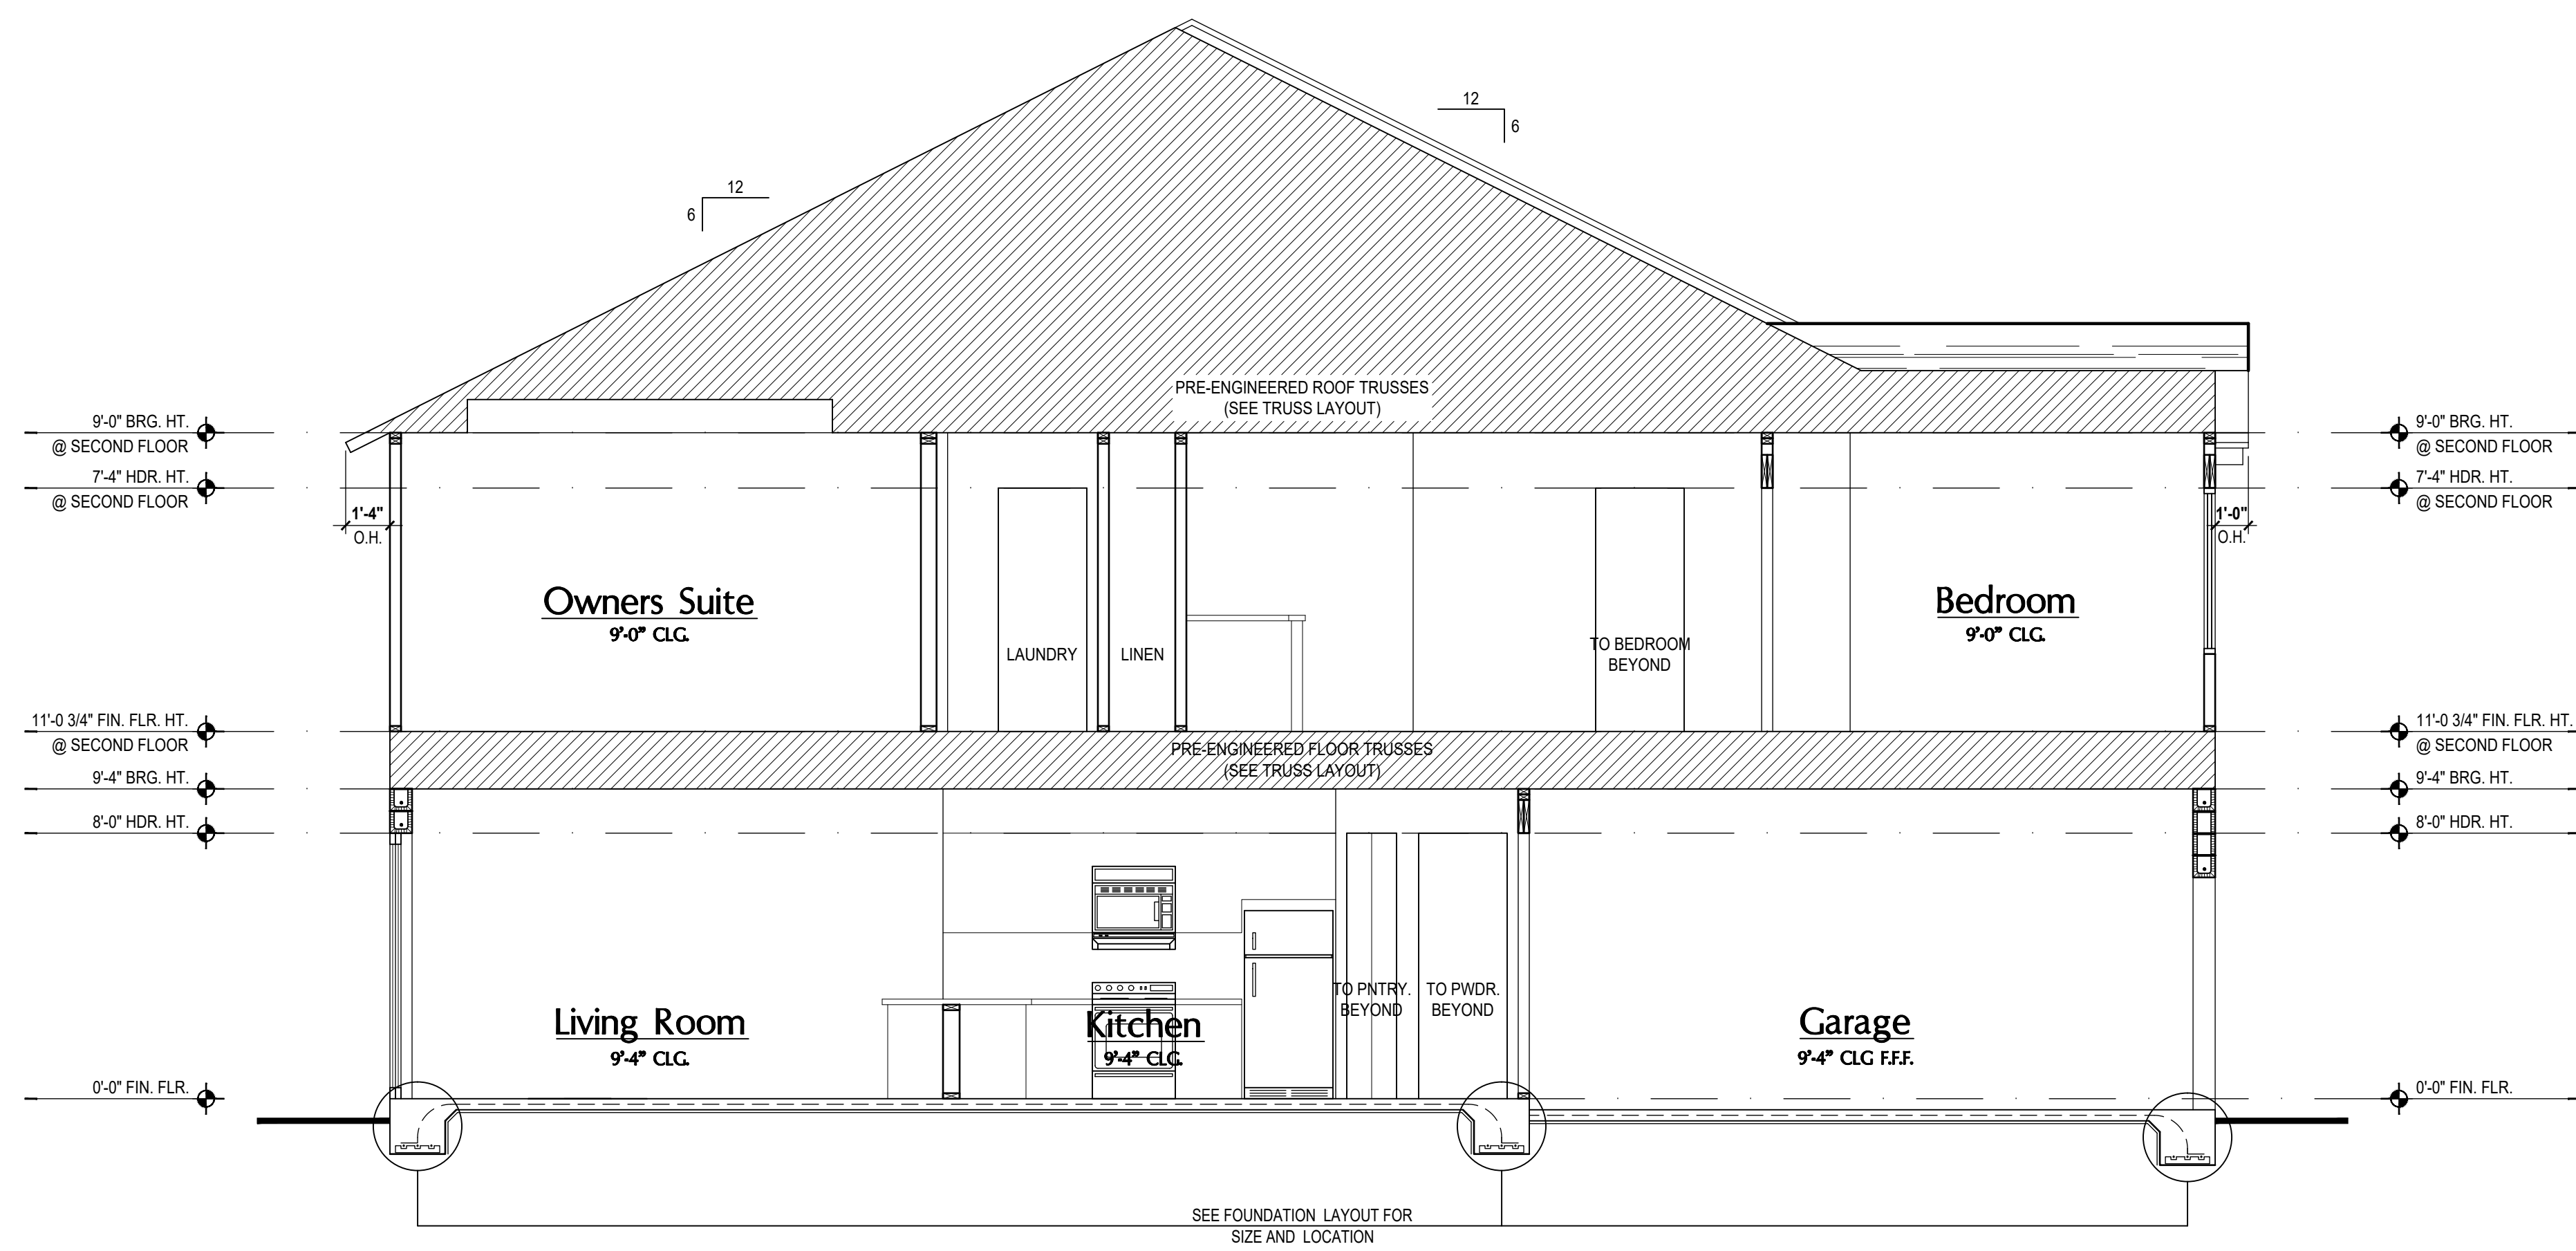 12
6
12
6
PRE-ENGINEERED ROOF TRUSSES
(SEE TRUSS LAYOUT)
9'-0" BRG. HT.
@ SECOND FLOOR
9'-0" BRG. HT.
@ SECOND FLOOR
7'-4" HDR. HT.
@ SECOND FLOOR
7'-4" HDR. HT.
@ SECOND FLOOR
1'-4"
O.H.
1'-0"
O.H.
Owners Suite
9'-0" CLG.
Bedroom
9'-0" CLG.
LAUNDRY
LINEN
TO BEDROOM
BEYOND
11'-0 3/4" FIN. FLR. HT.
@ SECOND FLOOR
11'-0 3/4" FIN. FLR. HT.
@ SECOND FLOOR
PRE-ENGINEERED FLOOR TRUSSES
(SEE TRUSS LAYOUT)
9'-4" BRG. HT.
9'-4" BRG. HT.
8'-0" HDR. HT.
8'-0" HDR. HT.
TO PNTRY.
BEYOND
TO PWDR.
BEYOND
Living Room
9'-4" CLG.
Kitchen
9'-4" CLG.
Garage
9'-4" CLG F.F.F.
0'-0" FIN. FLR.
0'-0" FIN. FLR.
SEE FOUNDATION LAYOUT FOR
SIZE AND LOCATION